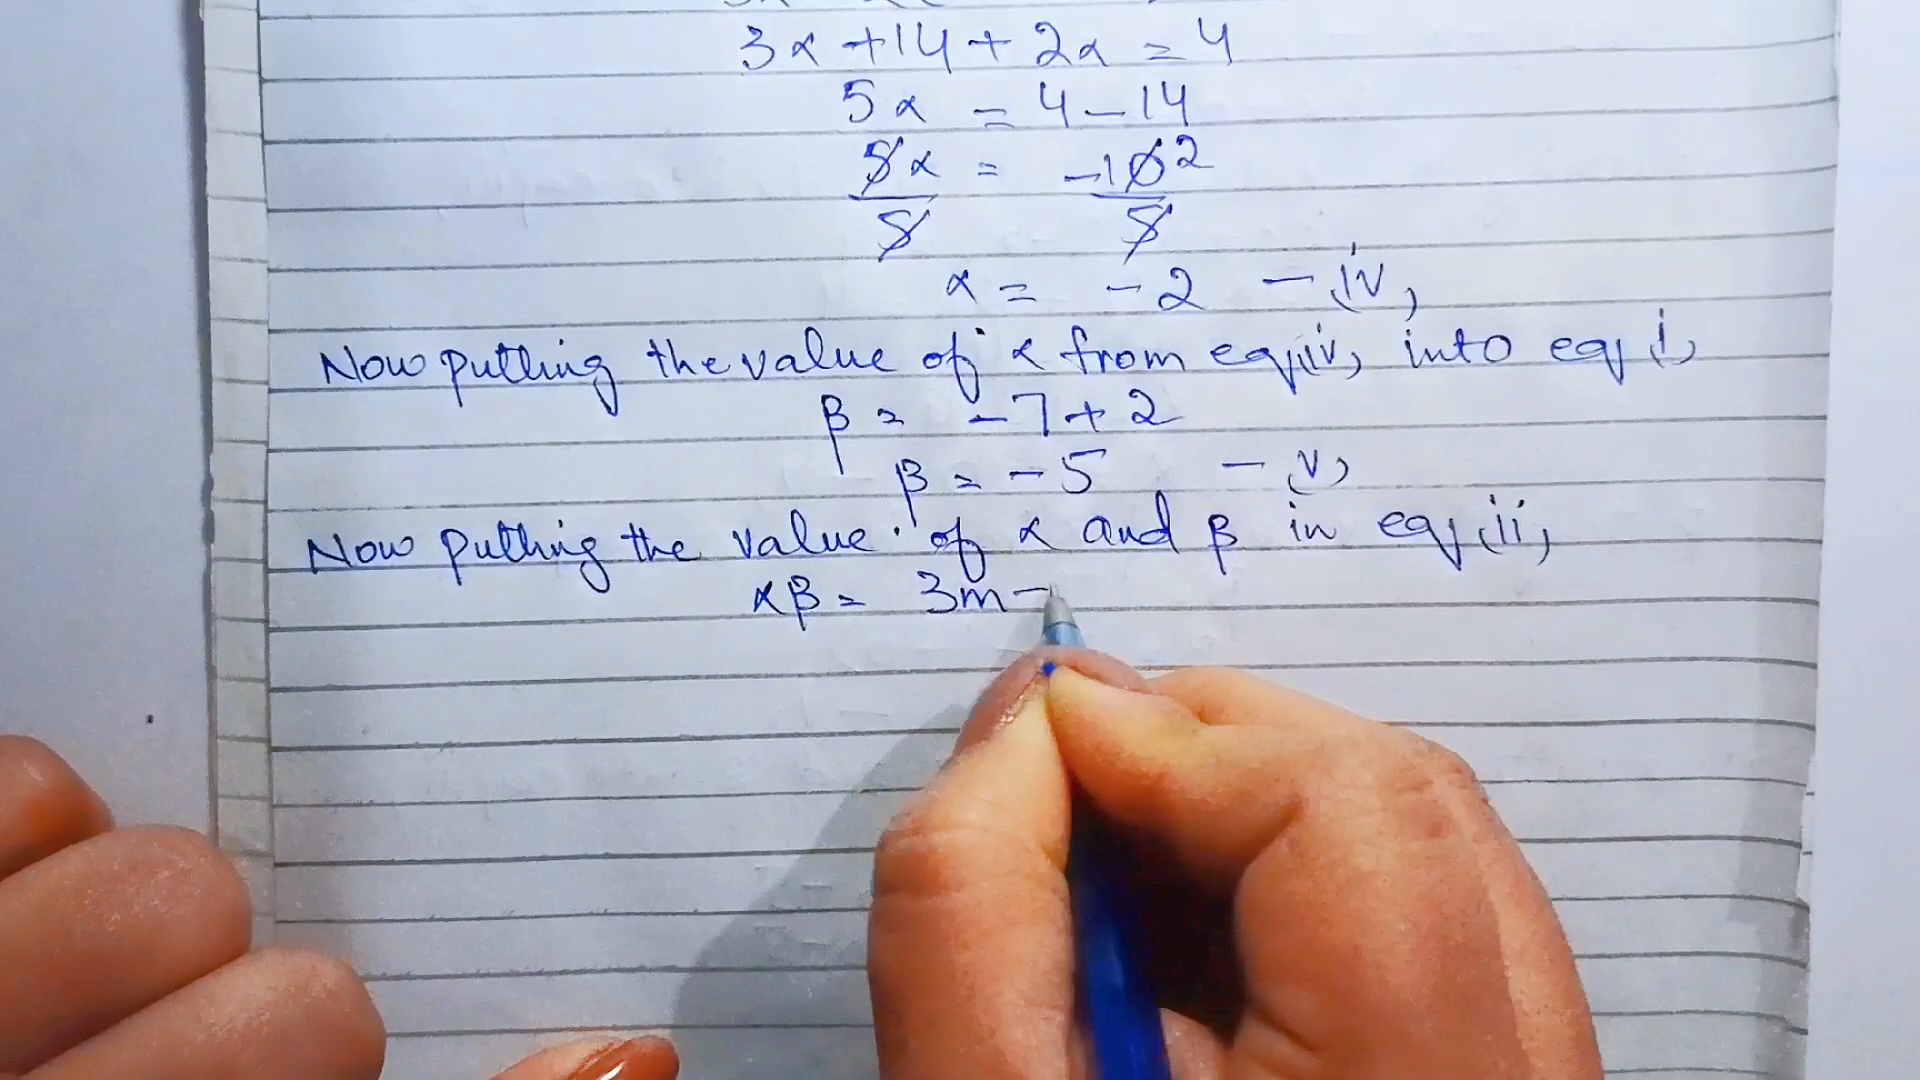 3α + 14 + 2α = 4
5α = 4 - 14
5α/5 = -10/5 2
α = -2 - (iv)
Now putting the value of α from eq (iv) into eq (i)
β = -7 + 2
β = -5 - (v)
Now putting the value of α and β in eq (ii)
αβ = 3m -